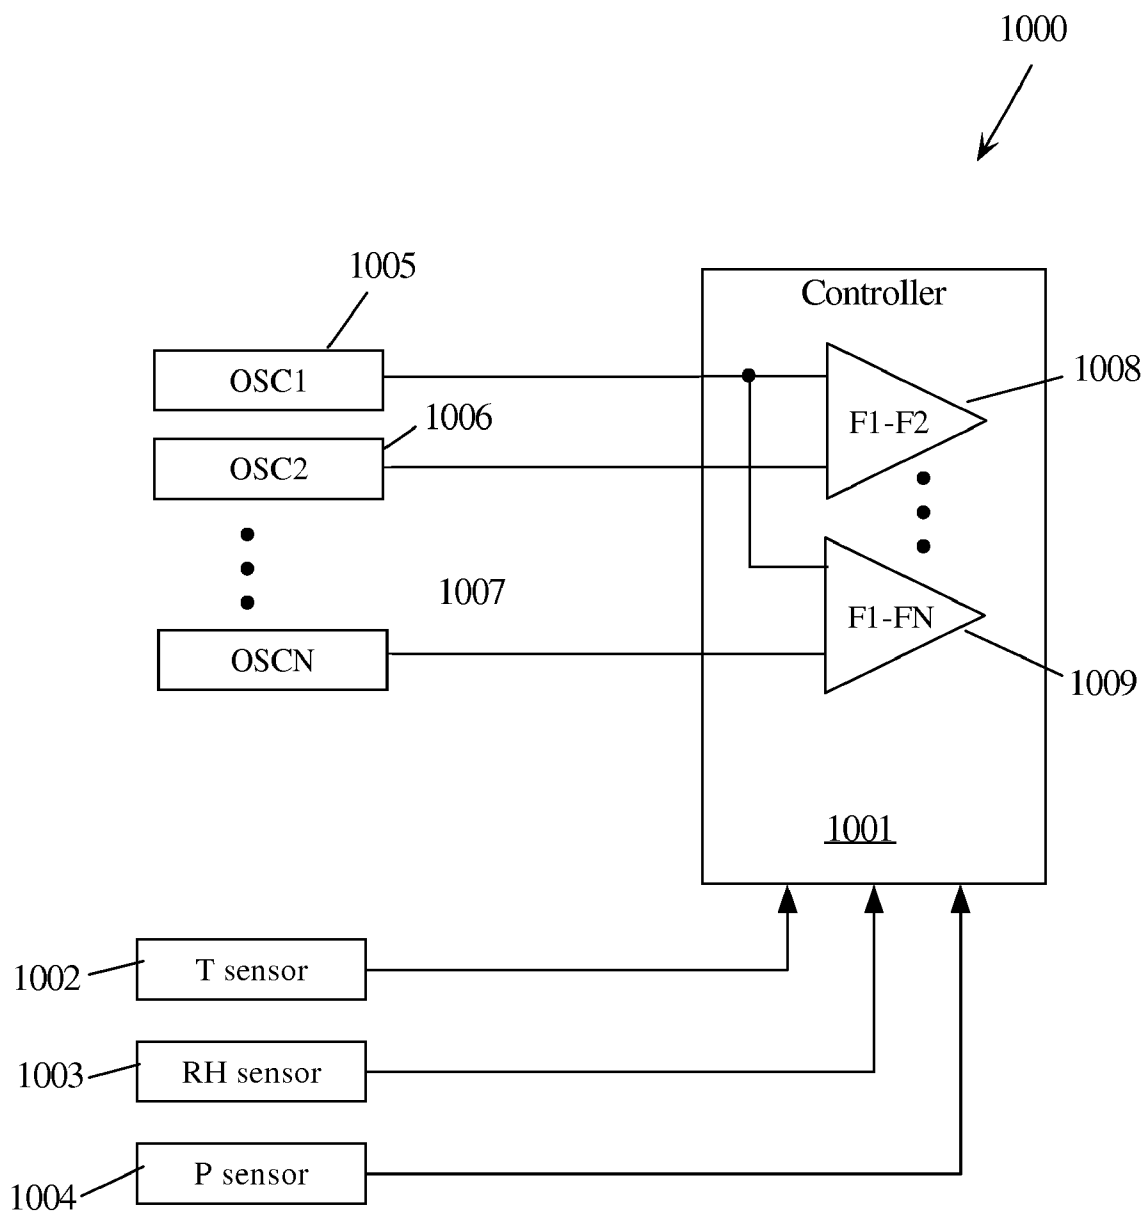 1000
1005
Controller
OSC1
1008
1006
F1-F2
OSC2
1007
F1-FN
OSCN
1009
1001
T sensor
1002
RH sensor
1003
P sensor
1004